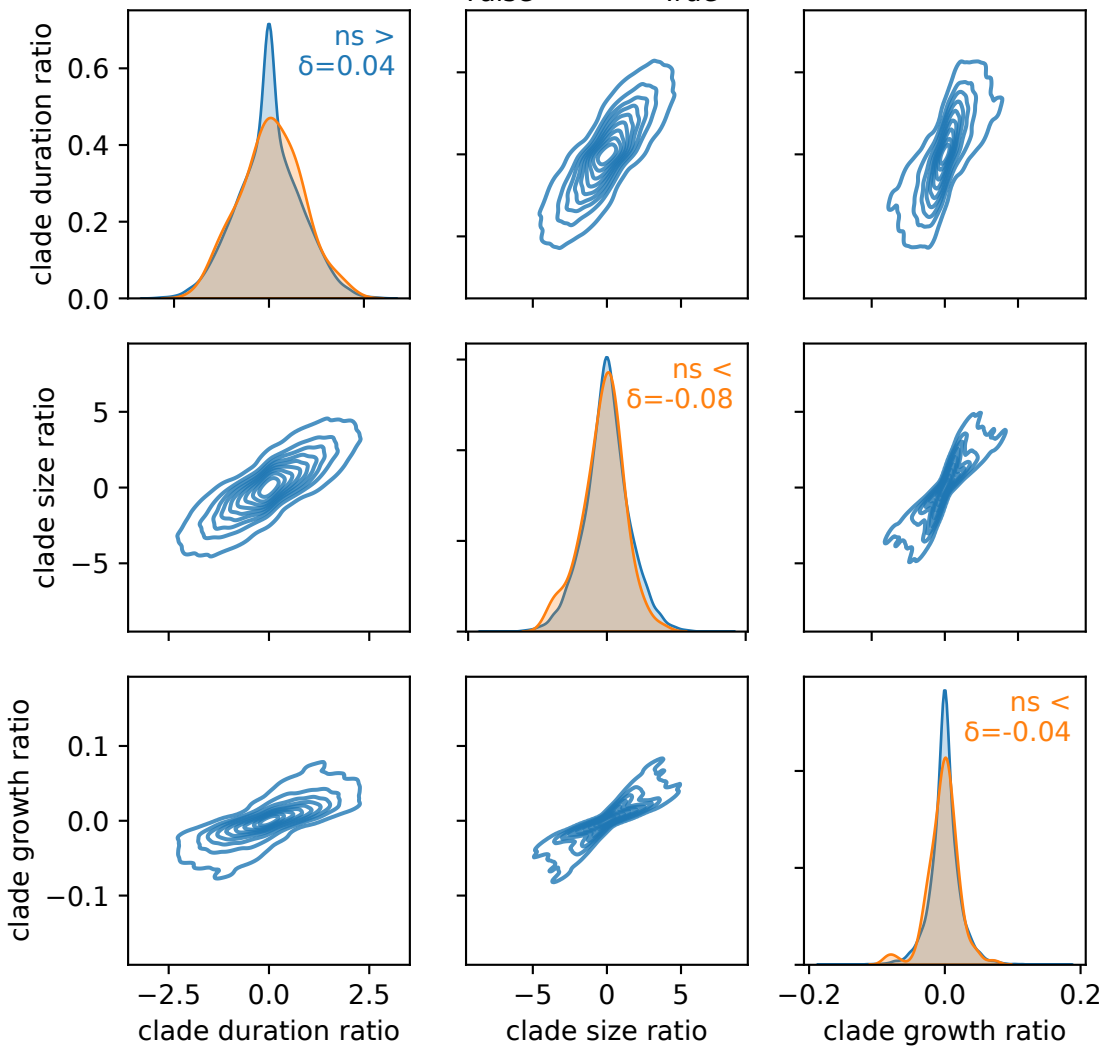 clade duration ratio
0.6
0.4
0.2
0.0
ns >
δ=0.04
clade size ratio
5
0
−5
ns <
δ=-0.08
clade growth ratio
0.1
0.0
−0.1
ns <
δ=-0.04
−2.5 0.0 2.5
−5 0 5
−0.2 0.0 0.2
clade duration ratio
clade size ratio
clade growth ratio